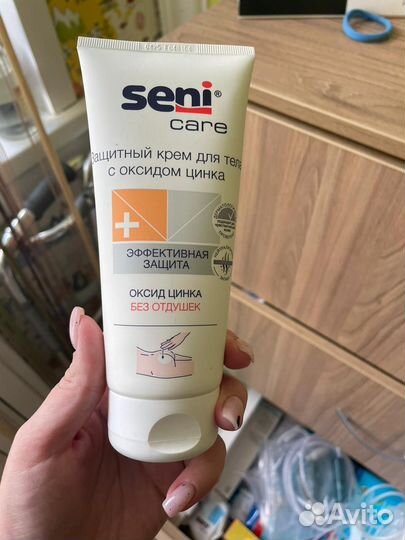 seni®
care
Защитный крем для тела
с оксидом цинка
ЭФФЕКТИВНАЯ
ЗАЩИТА
ОКСИД ЦИНКА
БЕЗ ОТДУШЕК
Avito